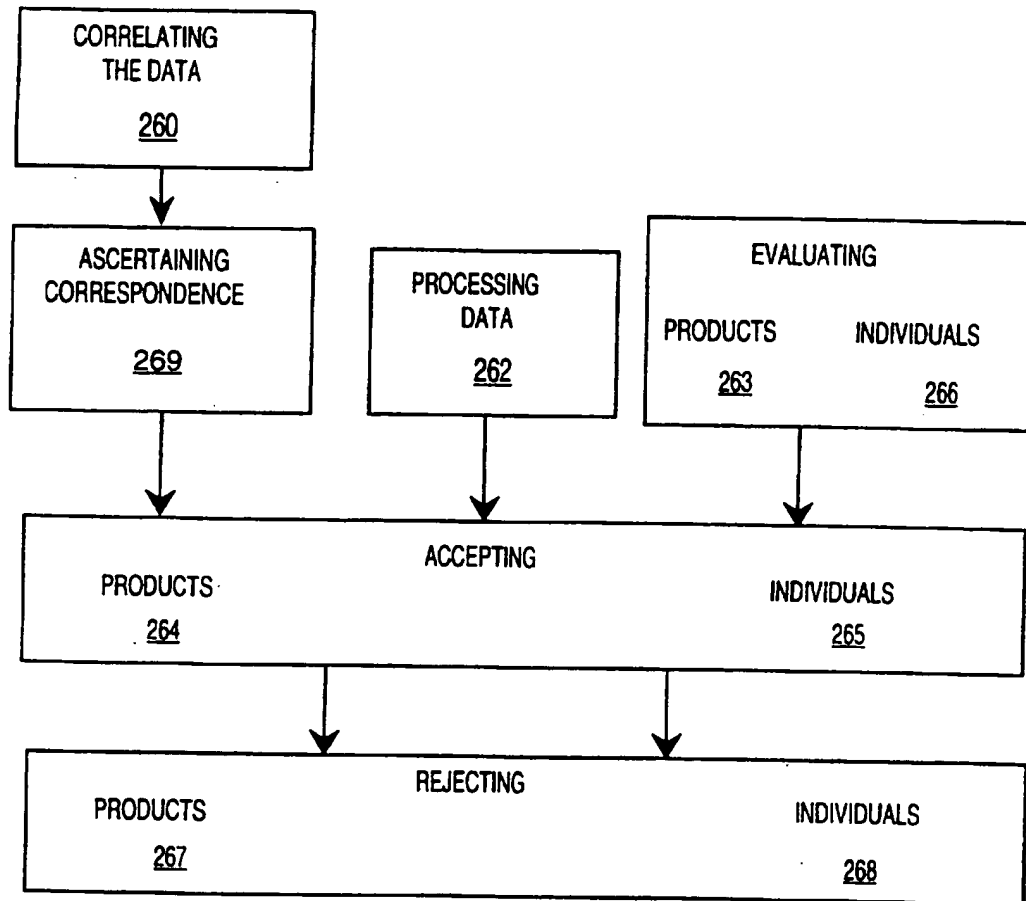 CORRELATING
THE DATA
260
ASCERTAINING
CORRESPONDENCE
269
PROCESSING
DATA
262
EVALUATING
PRODUCTS INDIVIDUALS
263 266
ACCEPTING
PRODUCTS INDIVIDUALS
264 265
REJECTING
PRODUCTS INDIVIDUALS
267 268